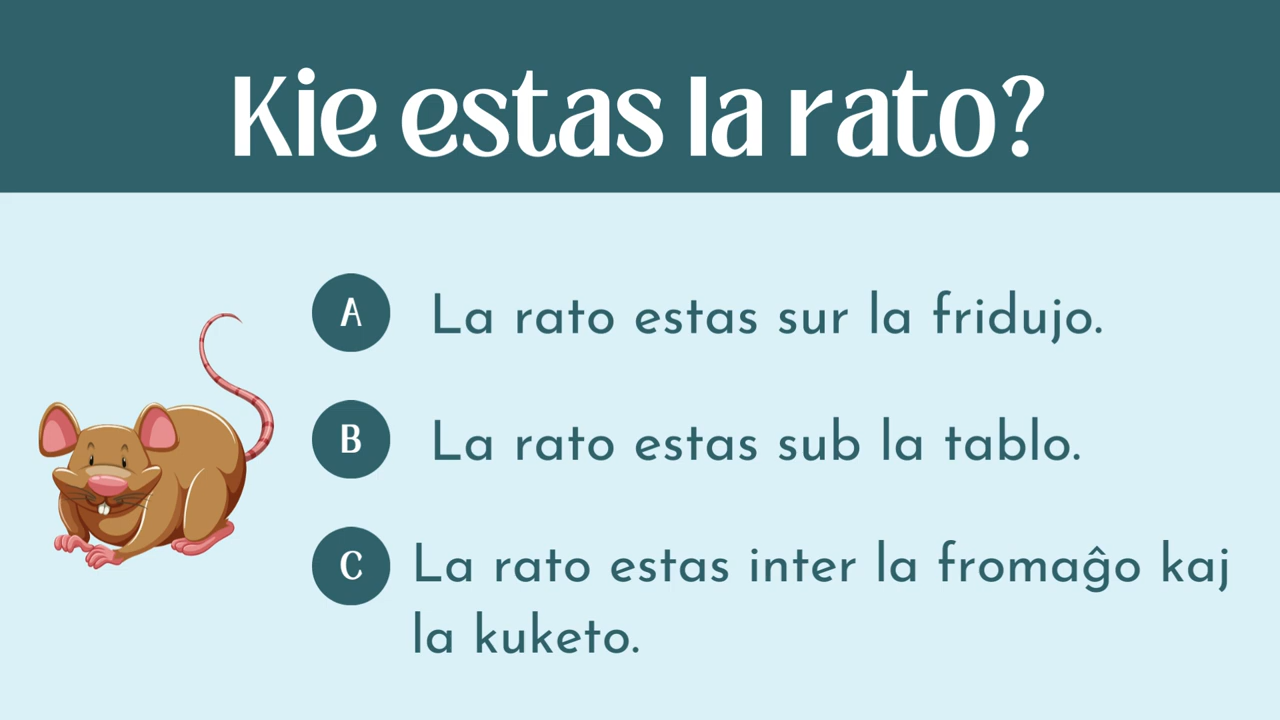 Kie estas la rato?
A La rato estas sur la fridujo.
B La rato estas sub la tablo.
C La rato estas inter la fromaĝo kaj
la kuketo.